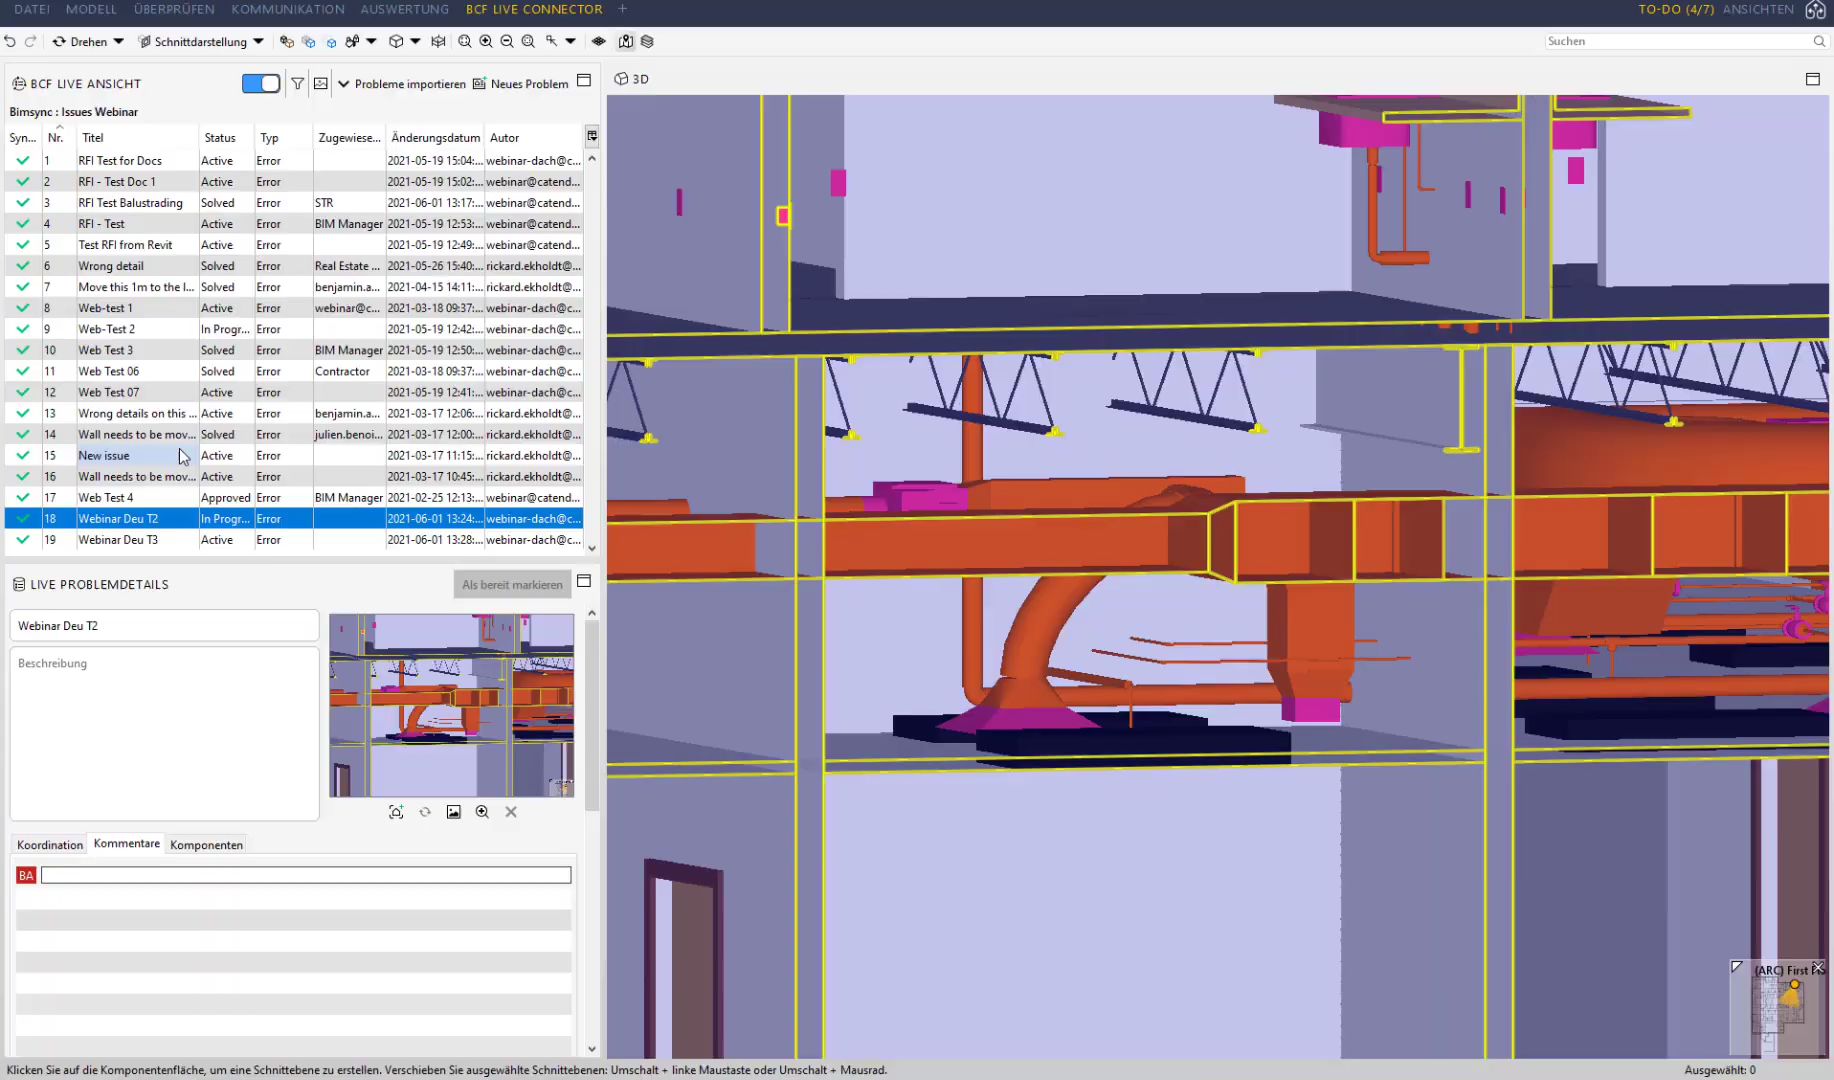 DATEI MODELL ÜBERPRÜFEN KOMMUNIKATION AUSWERTUNG BCF LIVE CONNECTOR + TO-DO (4/7) ANSICHTEN
Drehen Schnittdarstellung Suchen
BCF LIVE ANSICHT Probleme importieren Neues Problem
3D
Bimsync : Issues Webinar
Syn... Nr. Titel Status Typ Zugewiese... Änderungsdatum Autor
1 RFI Test for Docs Active Error 2021-05-19 15:04:... webinar-dach@c...
2 RFI - Test Doc 1 Active Error 2021-05-19 15:02:... webinar@catend...
3 RFI Test Balustrading Solved Error STR 2021-06-01 13:17:... webinar@catend...
4 RFI - Test Active Error BIM Manager 2021-05-19 12:53:... webinar@catend...
5 Test RFI from Revit Active Error 2021-05-19 12:49:... webinar@catend...
6 Wrong detail Solved Error Real Estate ... 2021-05-26 15:40:... rickard.ekholdt@...
7 Move this 1m to the l... Solved Error benjamin.a... 2021-04-15 14:11:... rickard.ekholdt@...
8 Web-test 1 Active Error webinar@c... 2021-03-18 09:37:... webinar-dach@c...
9 Web-Test 2 In Progr... Error 2021-05-19 12:42:... webinar-dach@c...
10 Web Test 3 Solved Error BIM Manager 2021-05-19 12:50:... webinar-dach@c...
11 Web Test 06 Solved Error Contractor 2021-03-18 09:37:... webinar-dach@c...
12 Web Test 07 Active Error 2021-05-19 12:41:... webinar-dach@c...
13 Wrong details on this ... Active Error benjamin.a... 2021-03-17 12:06:... rickard.ekholdt@...
14 Wall needs to be mov... Solved Error julien.benoi... 2021-03-17 12:00:... rickard.ekholdt@...
15 New issue Active Error 2021-03-17 11:15:... rickard.ekholdt@...
16 Wall needs to be mov... Active Error 2021-03-17 10:45:... rickard.ekholdt@...
17 Web Test 4 Approved Error BIM Manager 2021-02-25 12:13:... webinar@catend...
18 Webinar Deu T2 In Progr... Error 2021-06-01 13:24:... webinar-dach@c...
19 Webinar Deu T3 Active Error 2021-06-01 13:28:... webinar-dach@c...
LIVE PROBLEMDETAILS Als bereit markieren
Webinar Deu T2
Beschreibung
Koordination Kommentare Komponenten
BA
(ARC) First
Klicken Sie auf die Komponentenfläche, um eine Schnittebene zu erstellen. Verschieben Sie ausgewählte Schnittebenen: Umschalt + linke Maustaste oder Umschalt + Mausrad. Ausgewählt: 0